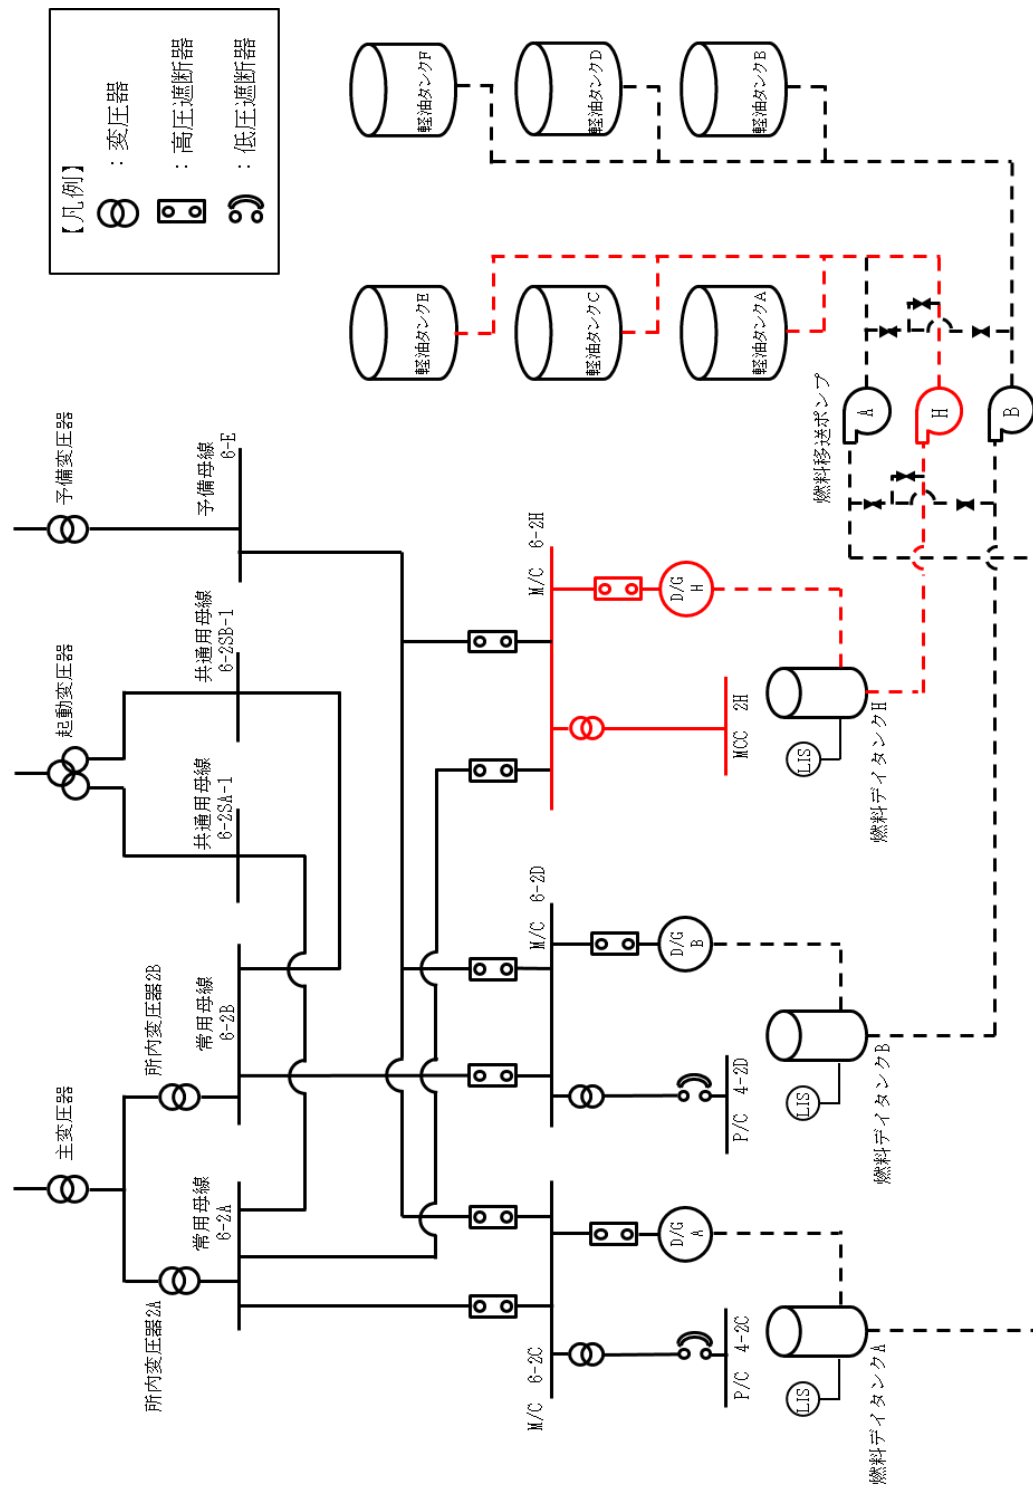 【凡例】
：変圧器
：高圧遮断器
：低圧遮断器
主変圧器
起動変圧器
予備変圧器
所内変圧器2A
所内変圧器2B
常用母線
6-2A
常用母線
6-2B
共通用母線
6-2SA-1
共通用母線
6-2SB-1
予備母線
6-E
M/C 6-2C
M/C 6-2D
M/C 6-2H
P/C 4-2C
D/G
A
P/C 4-2D
D/G
B
MCC 2H
D/G
H
LIS
燃料デイタンクA
LIS
燃料デイタンクB
LIS
燃料デイタンクH
燃料移送ポンプ
A
H
B
軽油タンクE
軽油タンクC
軽油タンクA
軽油タンクF
軽油タンクD
軽油タンクB